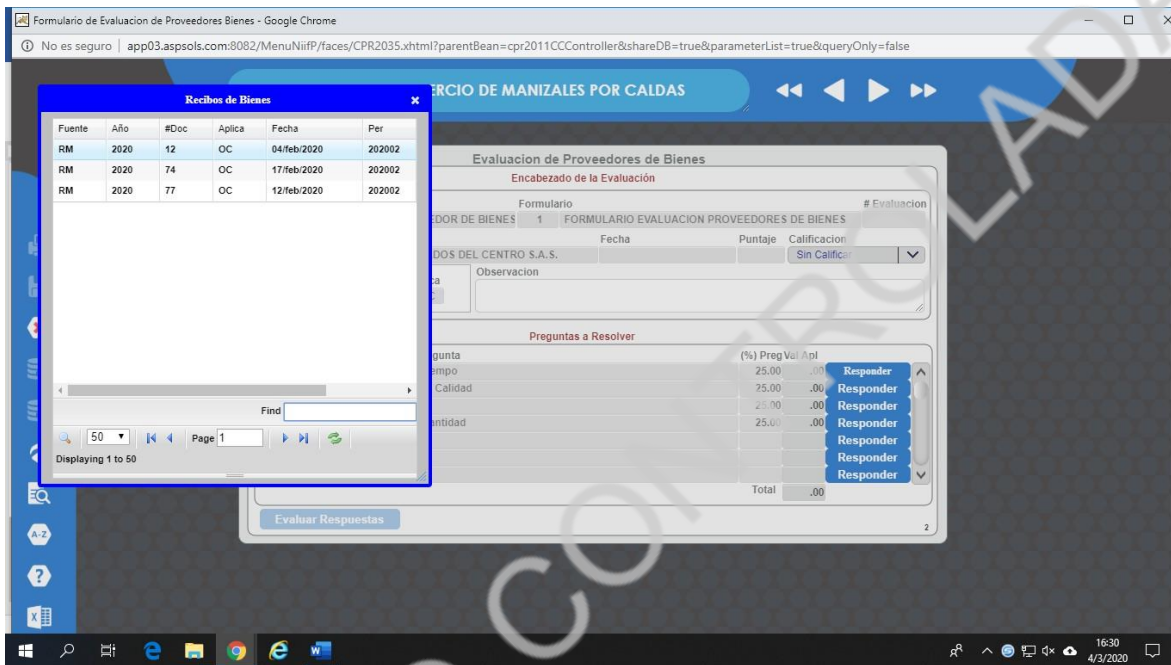 Formulario de Evaluacion de Proveedores Bienes - Google Chrome
No es seguro | app03.aspsols.com:8082/MenuNiifP/faces/CPR2035.xhtml?parentBean=cpr2011CCController&shareDB=true&parameterList=true&queryOnly=false
ERCIO DE MANIZALES POR CALDAS
Recibos de Bienes
Fuente Año #Doc Aplica Fecha Per
RM 2020 12 OC 04/feb/2020 202002
RM 2020 74 OC 17/feb/2020 202002
RM 2020 77 OC 12/feb/2020 202002
Find
50 Page 1
Displaying 1 to 50
Evaluacion de Proveedores de Bienes
Encabezado de la Evaluación
Formulario # Evaluacion
EDOR DE BIENES 1 FORMULARIO EVALUACION PROVEEDORES DE BIENES
Fecha Puntaje Calificacion
DOS DEL CENTRO S.A.S. Sin Calificar
ca Observacion
Preguntas a Resolver
gunta (%) Preg Val Apl
empo 25.00 .00 Responder
Calidad 25.00 .00 Responder
25.00 .00 Responder
antidad 25.00 .00 Responder
Responder
Responder
Responder
Total .00
Evaluar Respuestas
2
A-Z
CONTROLADA
16:30
4/3/2020